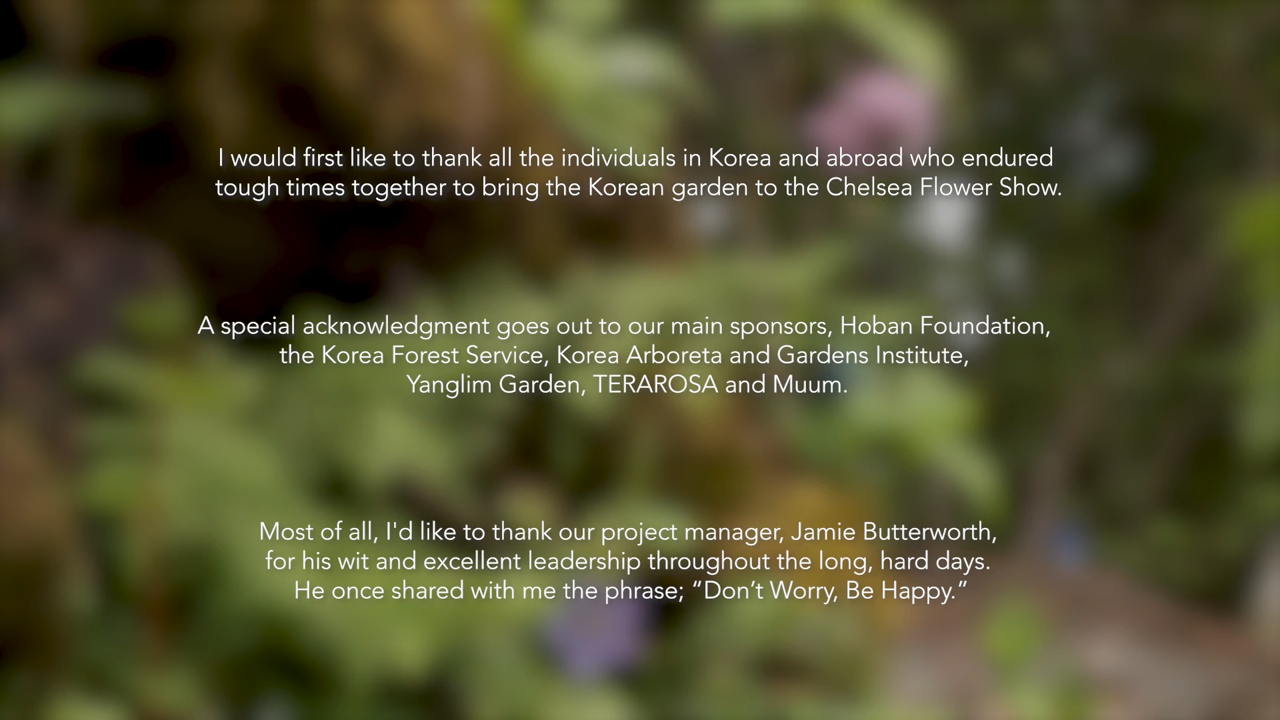 I would first like to thank all the individuals in Korea and abroad who endured
tough times together to bring the Korean garden to the Chelsea Flower Show.
A special acknowledgment goes out to our main sponsors, Hoban Foundation,
the Korea Forest Service, Korea Arboreta and Gardens Institute,
Yanglim Garden, TERAROSA and Muum.
Most of all, I'd like to thank our project manager, Jamie Butterworth,
for his wit and excellent leadership throughout the long, hard days.
He once shared with me the phrase; “Don’t Worry, Be Happy.”